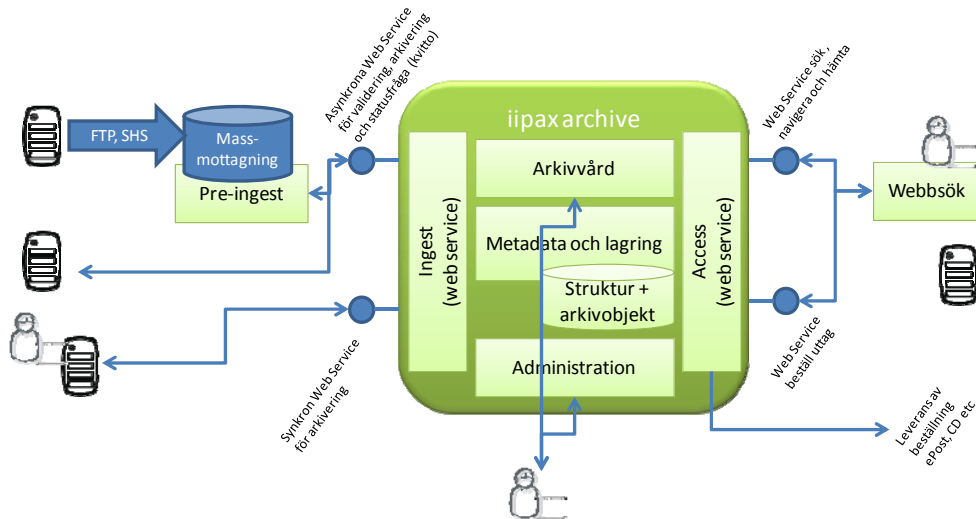 Asynkrona Web Service
för validering, arkivering
och statusfråga (kvitto)
Web Service sök,
navigera och hämta
FTP, SHS
Mass-
mottagning
Pre-ingest
iipax archive
Ingest
(web service)
Arkivvård
Metadata och lagring
Struktur +
arkivobjekt
Administration
Access
(web service)
Webbsök
Synkron Web Service
för arkivering
Web Service
beställ uttag
Leverans av
beställning
ePost, CD etc